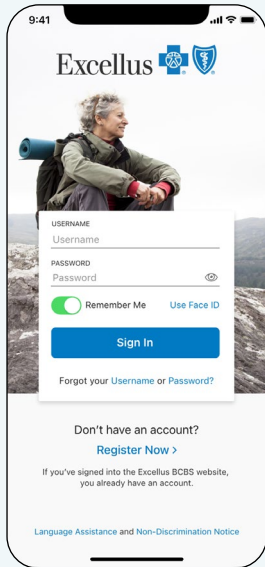 9:41
Excellus
USERNAME
Username
PASSWORD
Password
Remember Me Use Face ID
Sign In
Forgot your Username or Password?
Don't have an account?
Register Now >
If you've signed into the Excellus BCBS website,
you already have an account.
Language Assistance and Non-Discrimination Notice